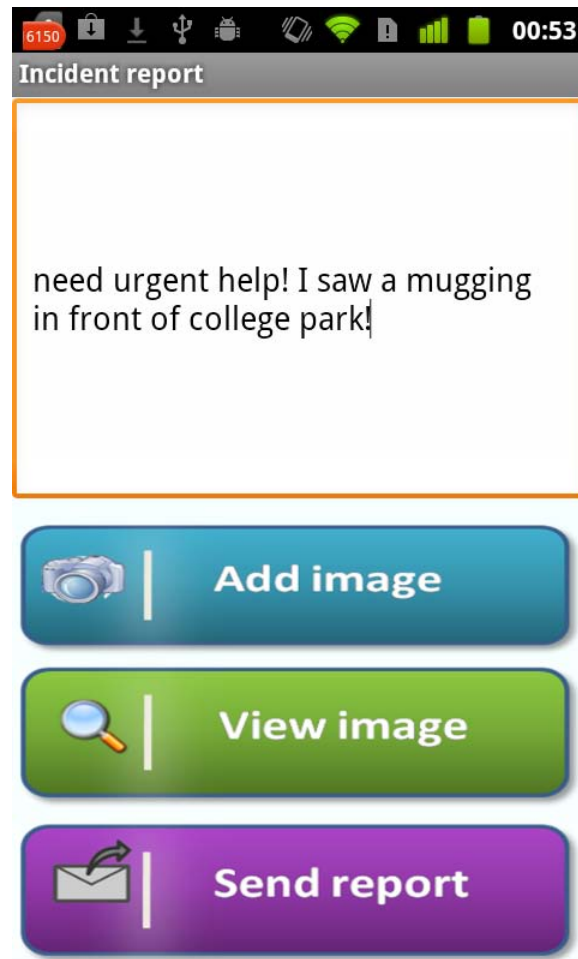 6150
00:53
Incident report
need urgent help! I saw a mugging
in front of college park!
Add image
View image
Send report